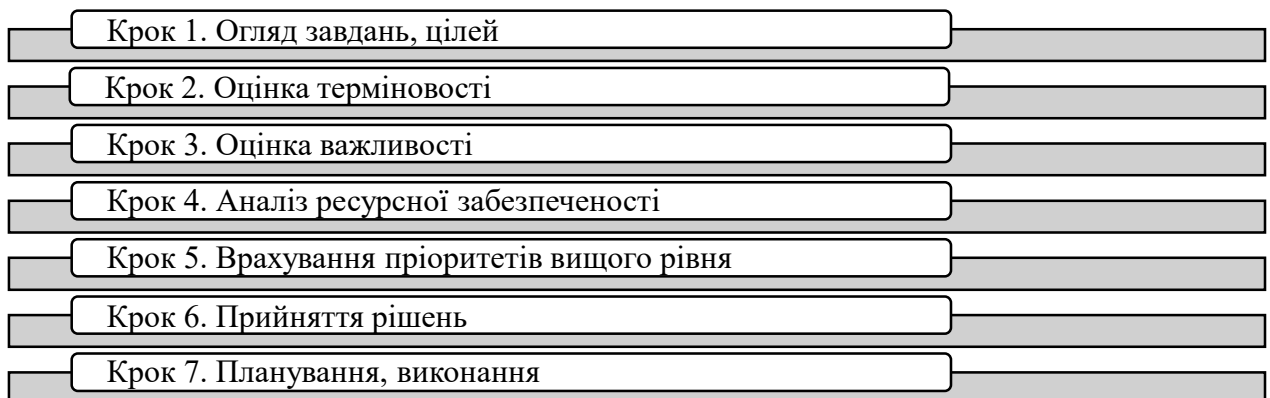 Крок 1. Огляд завдань, цілей
Крок 2. Оцінка терміновості
Крок 3. Оцінка важливості
Крок 4. Аналіз ресурсної забезпеченості
Крок 5. Врахування пріоритетів вищого рівня
Крок 6. Прийняття рішень
Крок 7. Планування, виконання